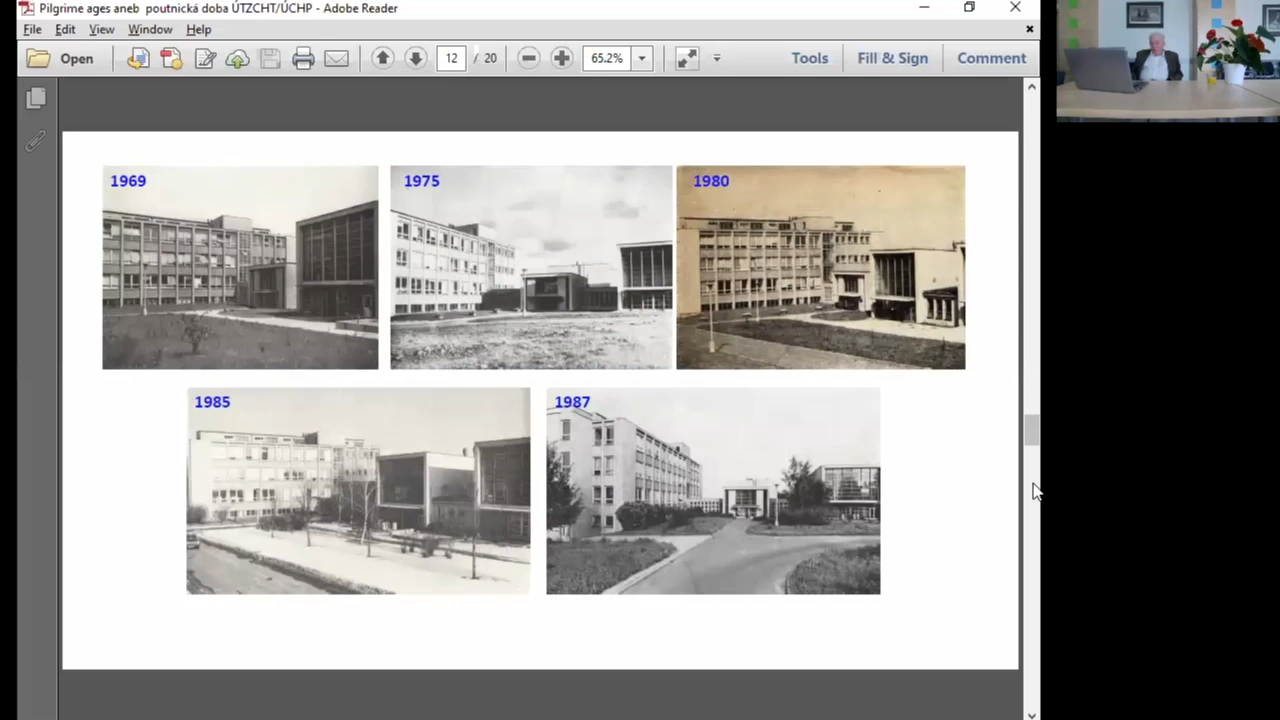 Pilgrime ages aneb poutnická doba ÚTZCHT/ÚCHP - Adobe Reader
File Edit View Window Help
Open 12 / 20 65.2% Tools Fill & Sign Comment
1969 1975 1980
1985 1987